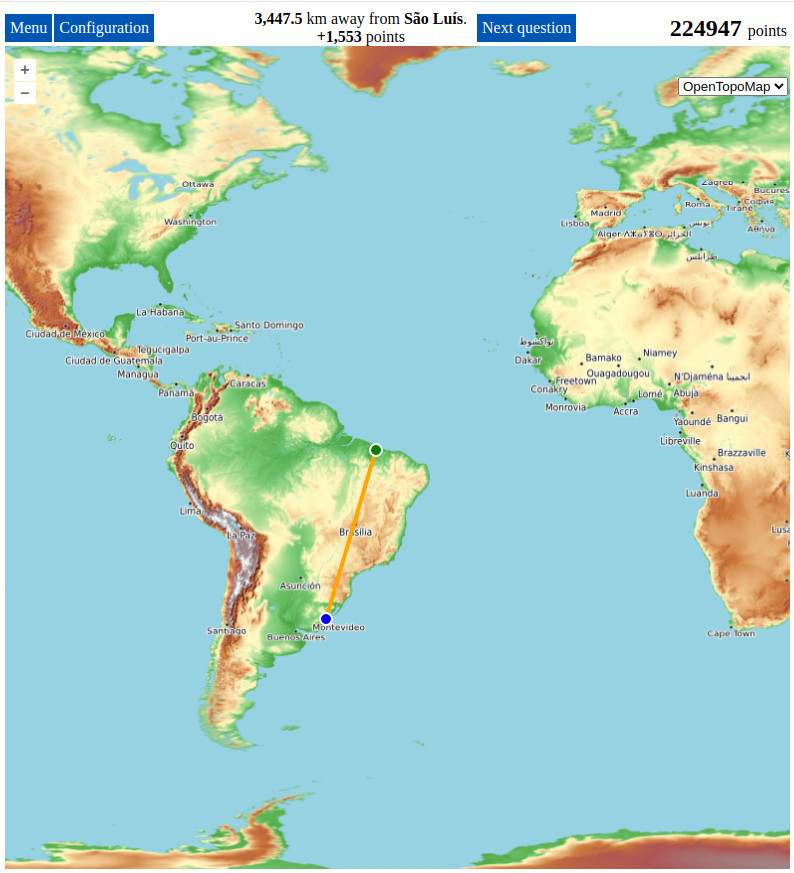 Menu Configuration
3,447.5 km away from São Luís.
+1,553 points
Next question
224947 points
+
−
OpenTopoMap
Ottawa
Washington
Zagreb
Bucures
Roma
Tiranë
София
Madrid
Lisboa
Αθήνα
تونس
Alger ⴷⵣⴰⵢⴻⵔ الجزائر
طرابلس
La Habana
Santo Domingo
Port-au-Prince
Ciudad de México
Tegucigalpa
Ciudad de Guatemala
Managua
Panamá
Caracas
Bogotá
Quito
نواكشوط
Dakar
Bamako
Niamey
Ouagadougou
N'Djaména انجمينا
Conakry
Freetown
Lomé
Abuja
Monrovia
Accra
Yaoundé
Bangui
Libreville
Brazzaville
Kinshasa
Luanda
Lima
La Paz
Brasília
Lusa
Asunción
Santiago
Buenos Aires
Montevideo
Cape Town